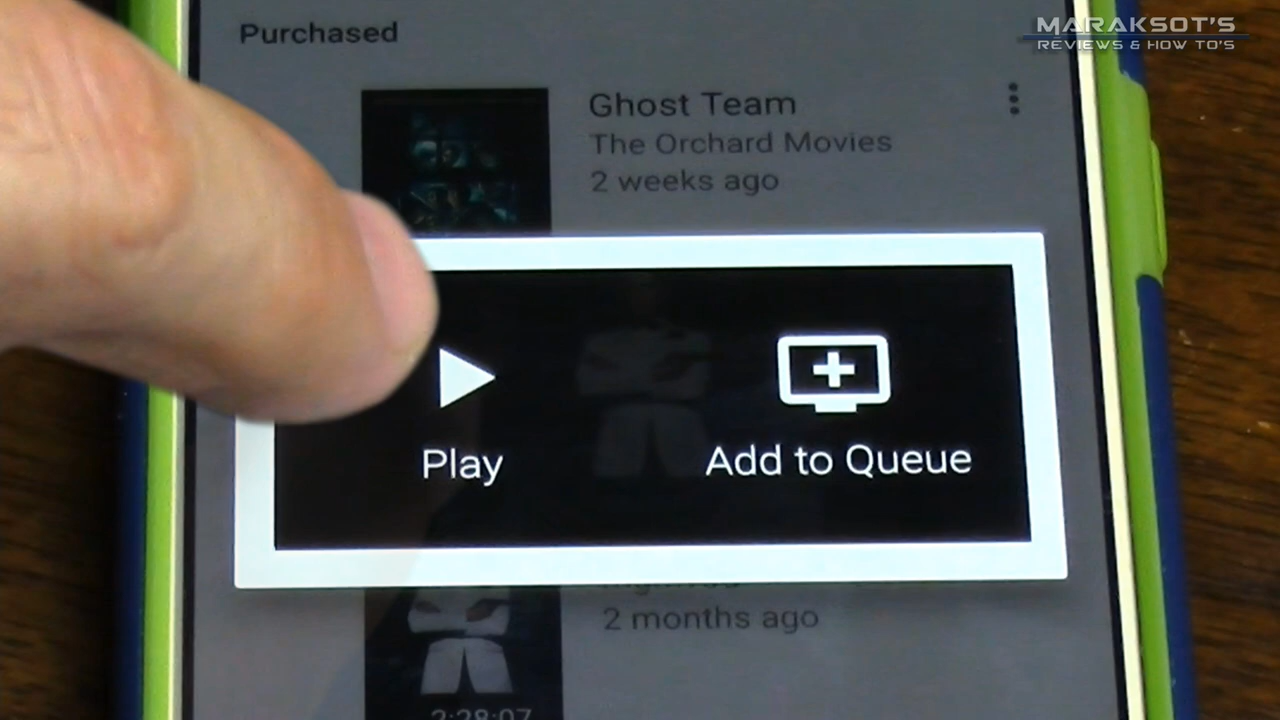 Purchased
MARAKSOT'S
REVIEWS & HOW TO'S
Ghost Team
The Orchard Movies
2 weeks ago
Play
Add to Queue
2 months ago
2:28:07